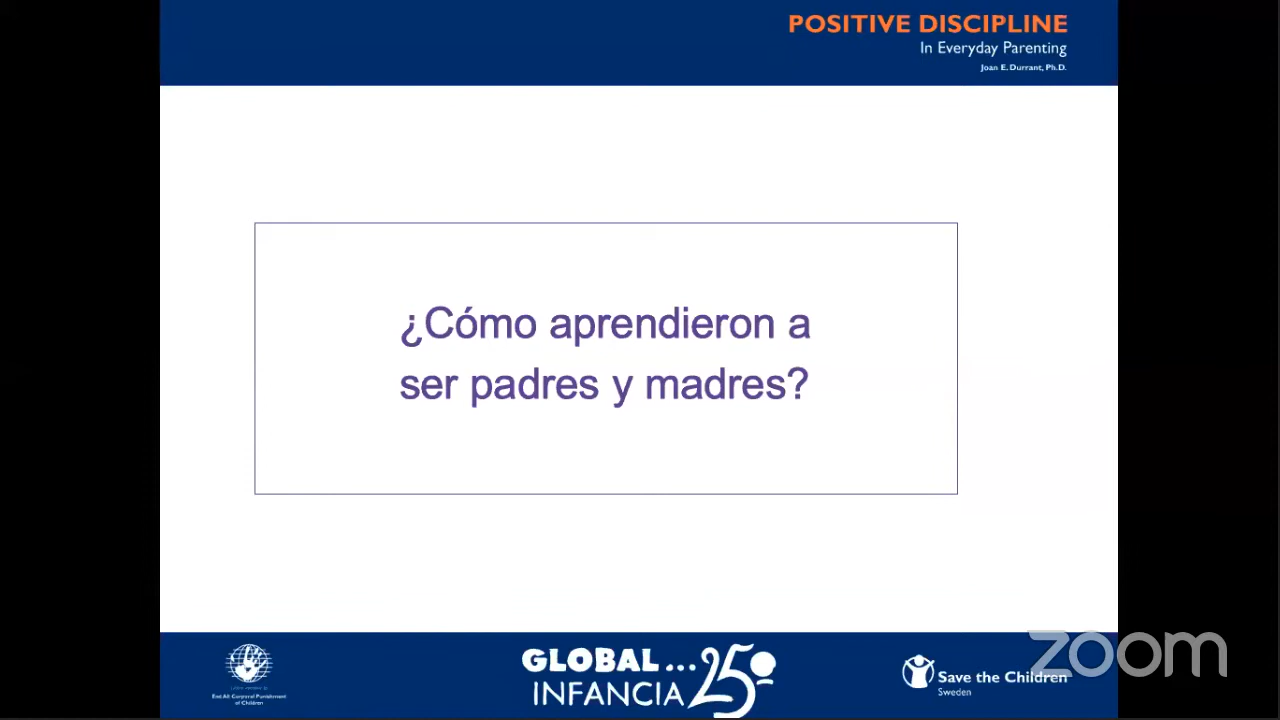 POSITIVE DISCIPLINE
In Everyday Parenting
Joan E. Durrant, Ph.D.
¿Cómo aprendieron a
ser padres y madres?
End All Corporal Punishment
of Children
GLOBAL...25
INFANCIA
Save the Children
Sweden
zoom